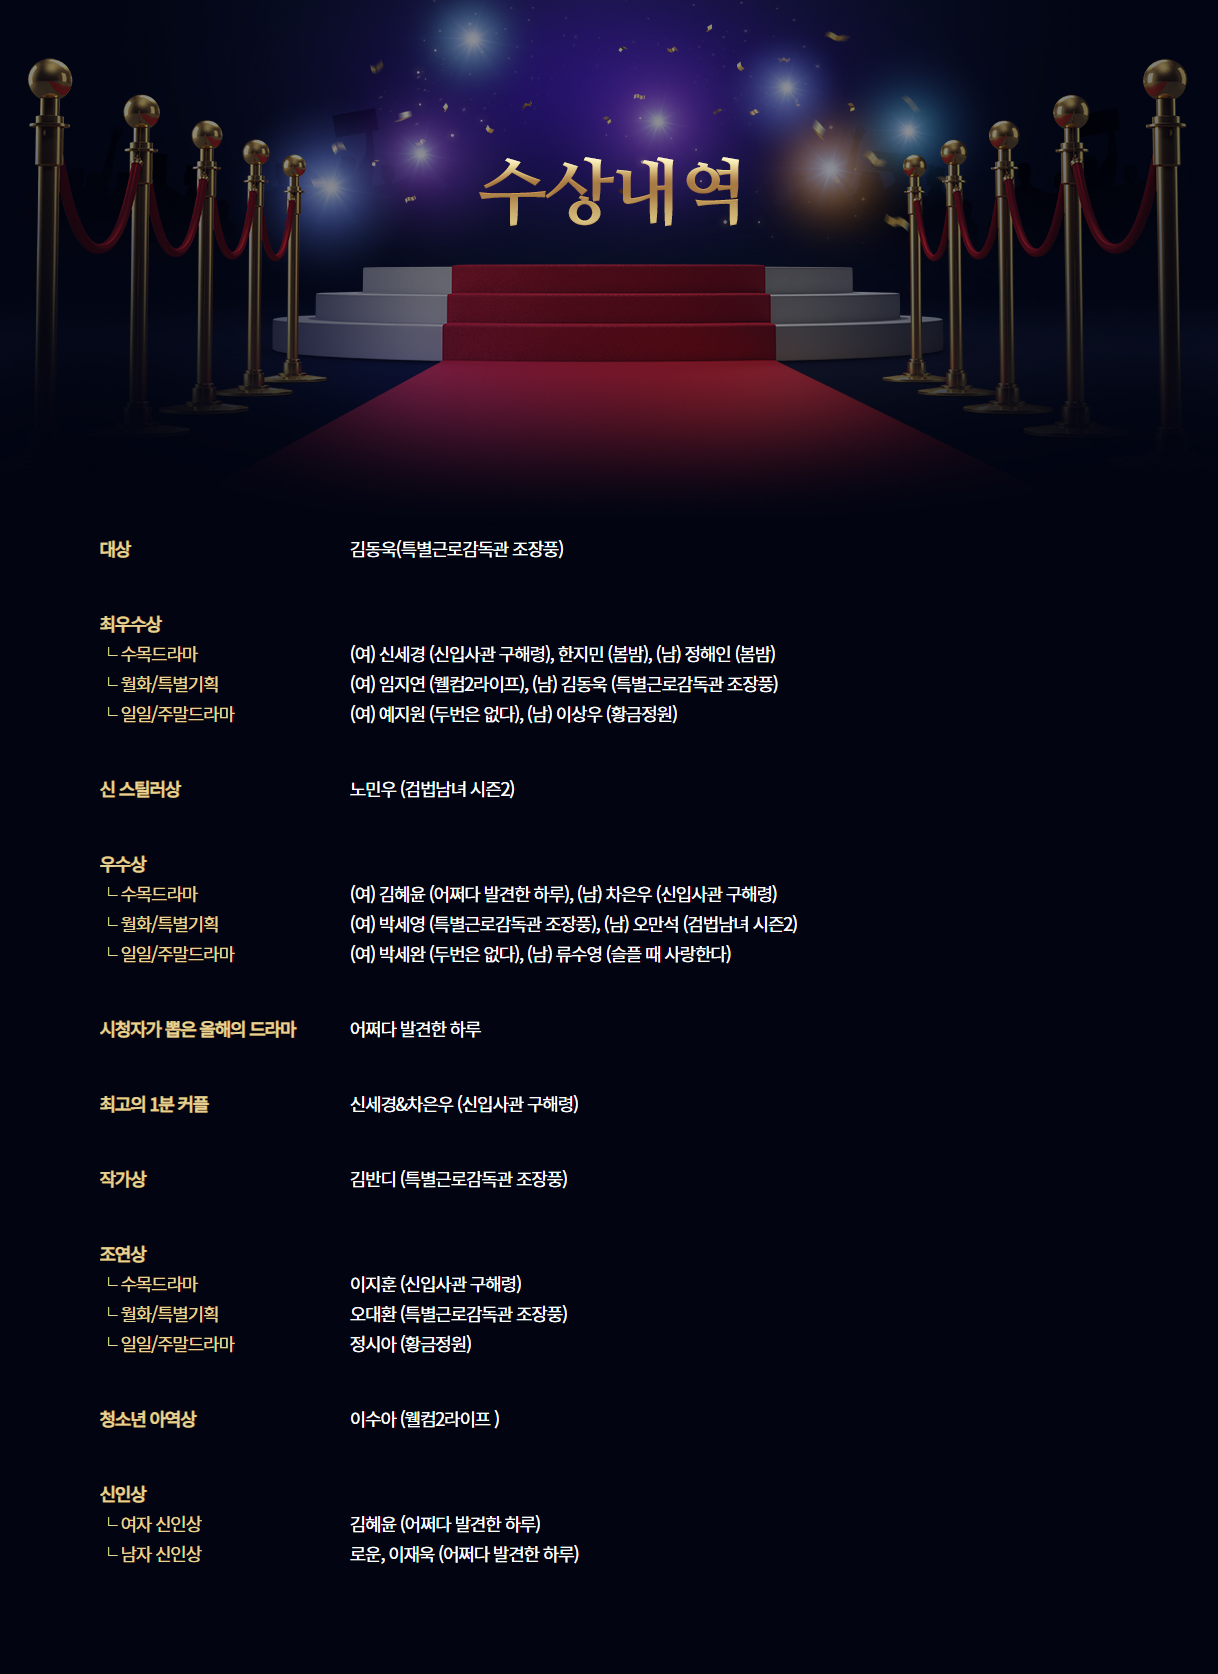 수상내역
대상 김동욱(특별근로감독관 조장풍)
최우수상
└ 수목드라마 (여) 신세경 (신입사관 구해령), 한지민 (봄밤), (남) 정해인 (봄밤)
└ 월화/특별기획 (여) 임지연 (웰컴2라이프), (남) 김동욱 (특별근로감독관 조장풍)
└ 일일/주말드라마 (여) 예지원 (두번은 없다), (남) 이상우 (황금정원)
신 스틸러상 노민우 (검법남녀 시즌2)
우수상
└ 수목드라마 (여) 김혜윤 (어쩌다 발견한 하루), (남) 차은우 (신입사관 구해령)
└ 월화/특별기획 (여) 박세영 (특별근로감독관 조장풍), (남) 오만석 (검법남녀 시즌2)
└ 일일/주말드라마 (여) 박세완 (두번은 없다), (남) 류수영 (슬플 때 사랑한다)
시청자가 뽑은 올해의 드라마 어쩌다 발견한 하루
최고의 1분 커플 신세경&차은우 (신입사관 구해령)
작가상 김반디 (특별근로감독관 조장풍)
조연상
└ 수목드라마 이지훈 (신입사관 구해령)
└ 월화/특별기획 오대환 (특별근로감독관 조장풍)
└ 일일/주말드라마 정시아 (황금정원)
청소년 아역상 이수아 (웰컴2라이프 )
신인상
└ 여자 신인상 김혜윤 (어쩌다 발견한 하루)
└ 남자 신인상 로운, 이재욱 (어쩌다 발견한 하루)